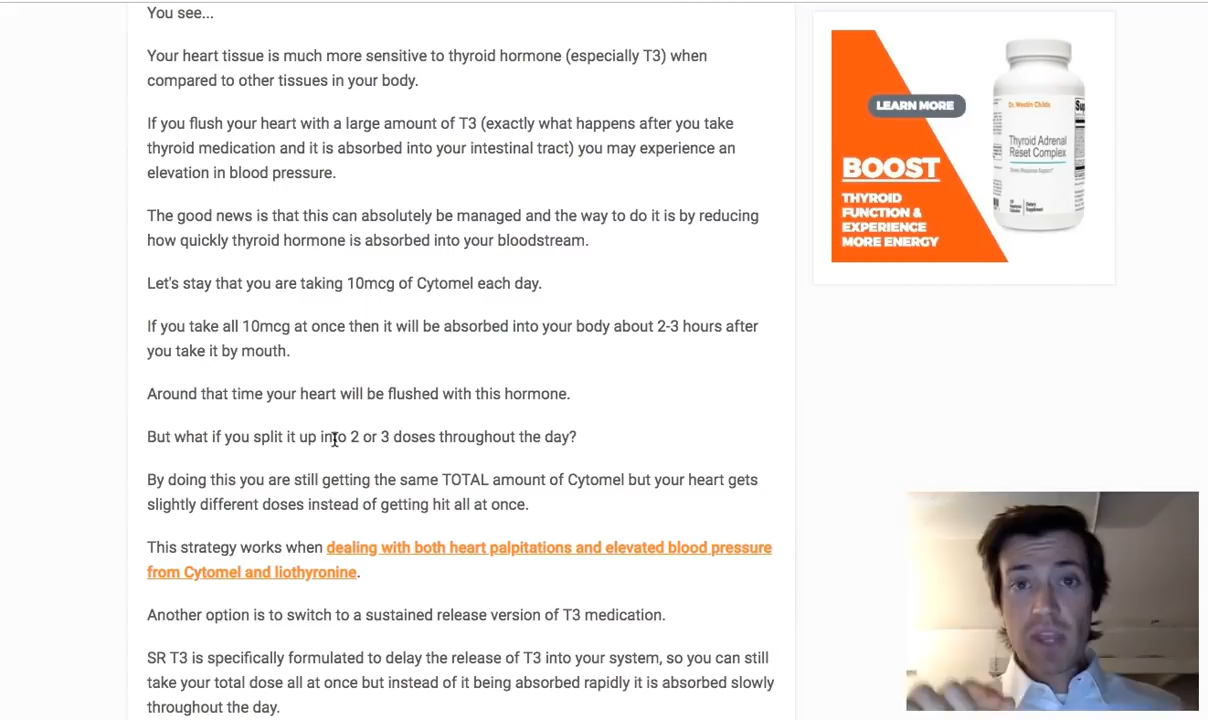 You see...
Your heart tissue is much more sensitive to thyroid hormone (especially T3) when
compared to other tissues in your body.
If you flush your heart with a large amount of T3 (exactly what happens after you take
thyroid medication and it is absorbed into your intestinal tract) you may experience an
elevation in blood pressure.
The good news is that this can absolutely be managed and the way to do it is by reducing
how quickly thyroid hormone is absorbed into your bloodstream.
Let's stay that you are taking 10mcg of Cytomel each day.
If you take all 10mcg at once then it will be absorbed into your body about 2-3 hours after
you take it by mouth.
Around that time your heart will be flushed with this hormone.
But what if you split it up into 2 or 3 doses throughout the day?
By doing this you are still getting the same TOTAL amount of Cytomel but your heart gets
slightly different doses instead of getting hit all at once.
This strategy works when dealing with both heart palpitations and elevated blood pressure
from Cytomel and liothyronine.
Another option is to switch to a sustained release version of T3 medication.
SR T3 is specifically formulated to delay the release of T3 into your system, so you can still
take your total dose all at once but instead of it being absorbed rapidly it is absorbed slowly
throughout the day.
LEARN MORE
BOOST
THYROID
FUNCTION &
EXPERIENCE
MORE ENERGY
Dr. Westin Childs
Thyroid Adrenal
Reset Complex